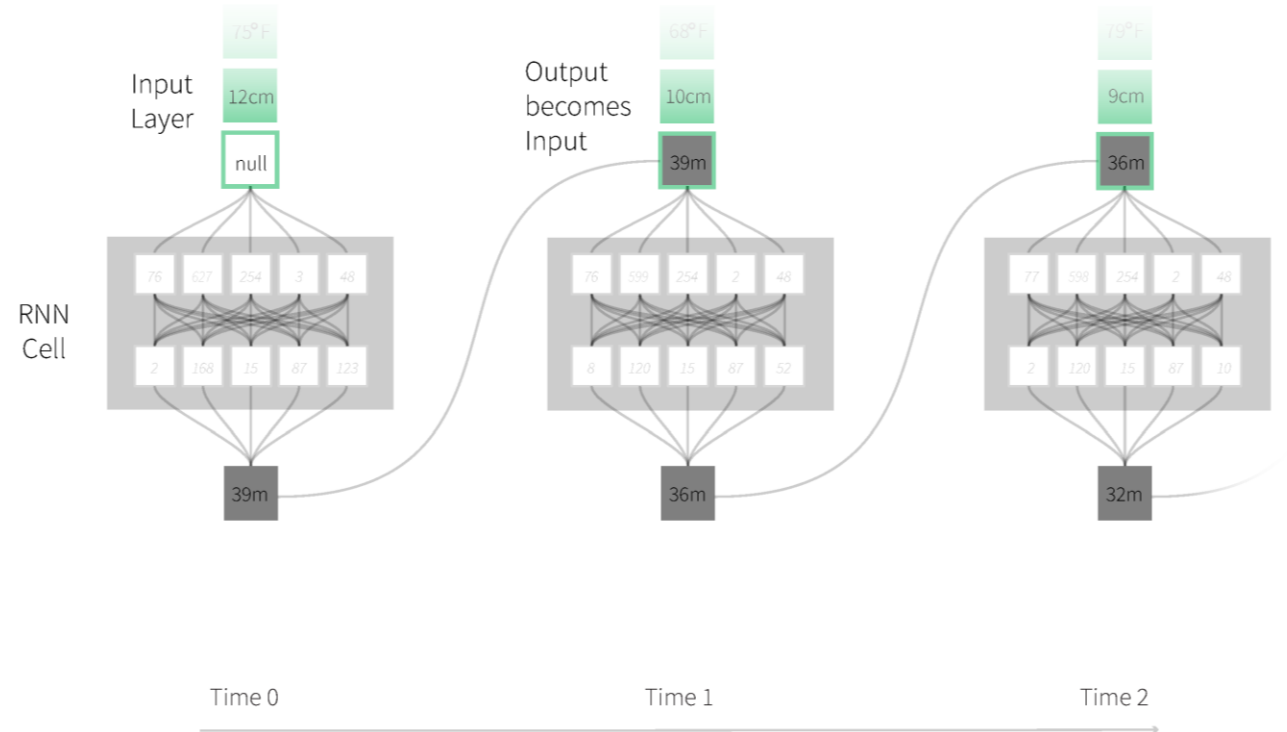 75°F
68°F
79°F
Input
Layer
12cm
null
Output
becomes
Input
10cm
39m
9cm
36m
RNN
Cell
76 627 254 3 48
2 168 15 87 123
76 599 254 2 48
8 120 15 87 52
77 598 254 2 48
2 120 15 87 10
39m
36m
32m
Time 0
Time 1
Time 2